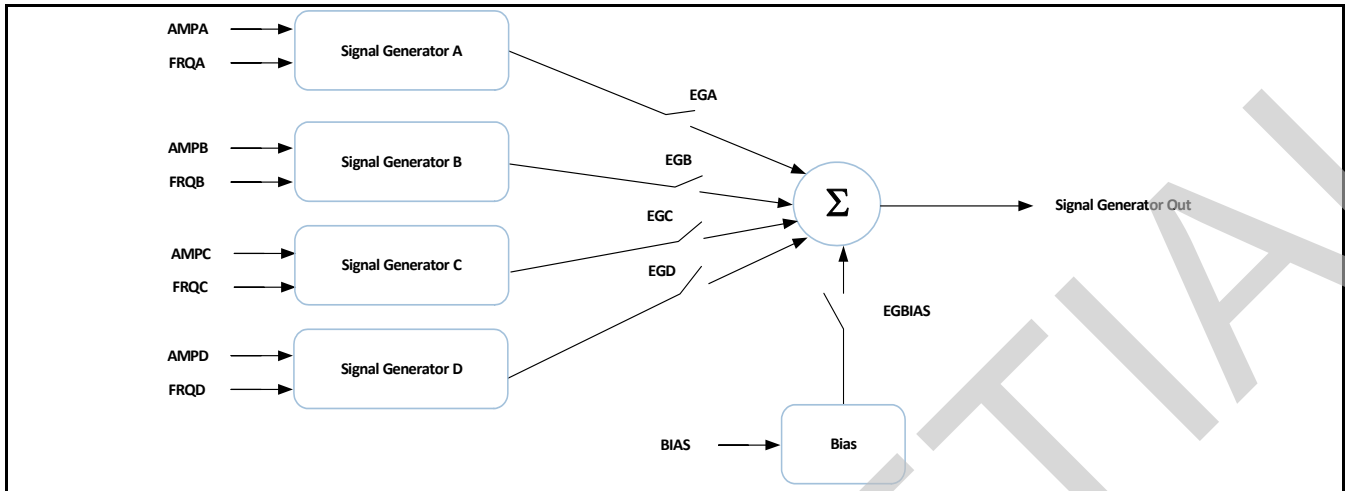 AMPA
FRQA
Signal Generator A
EGA
AMPB
FRQB
Signal Generator B
EGB
AMPC
FRQC
Signal Generator C
EGC
AMPD
FRQD
Signal Generator D
EGD
Σ
Signal Generator Out
EGBIAS
BIAS
Bias
TIA